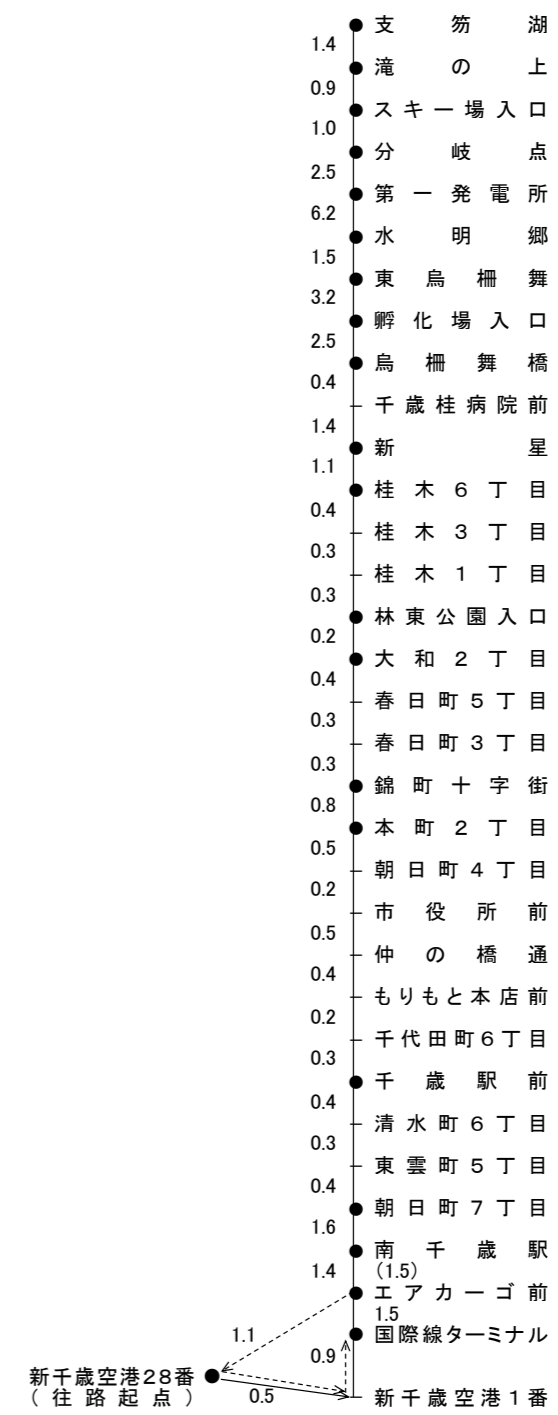 支笏湖
1.4
滝の上
0.9
スキー場入口
1.0
分岐点
2.5
第一発電所
6.2
水明郷
1.5
東烏柵舞
3.2
孵化場入口
2.5
烏柵舞橋
0.4
千歳桂病院前
1.4
新星
1.1
桂木6丁目
0.4
桂木3丁目
0.3
桂木1丁目
0.3
林東公園入口
0.2
大和2丁目
0.4
春日町5丁目
0.3
春日町3丁目
0.3
錦町十字街
0.8
本町2丁目
0.5
朝日町4丁目
0.2
市役所前
0.5
仲の橋通
0.4
もりもと本店前
0.2
千代田町6丁目
0.3
千歳駅前
0.4
清水町6丁目
0.3
東雲町5丁目
0.4
朝日町7丁目
1.6
南千歳駅
1.4 (1.5)
エアカーゴ前
1.5
1.1 国際線ターミナル
0.9
新千歳空港28番
(往路起点) 0.5 新千歳空港1番